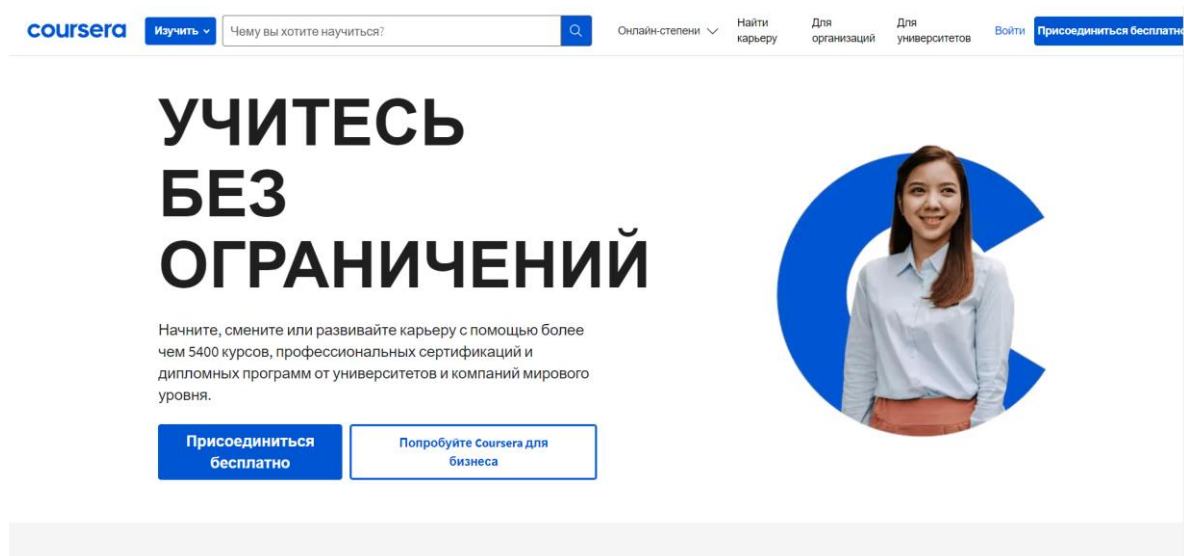 coursera
Изучить
Чему вы хотите научиться?
Онлайн-степени
Найти
карьеру
Для
организаций
Для
университетов
Войти
Присоединиться бесплатно
УЧИТЕСЬ
БЕЗ
ОГРАНИЧЕНИЙ
Начните, смените или развивайте карьеру с помощью более
чем 5400 курсов, профессиональных сертификаций и
дипломных программ от университетов и компаний мирового
уровня.
Присоединиться
бесплатно
Попробуйте Coursera для
бизнеса